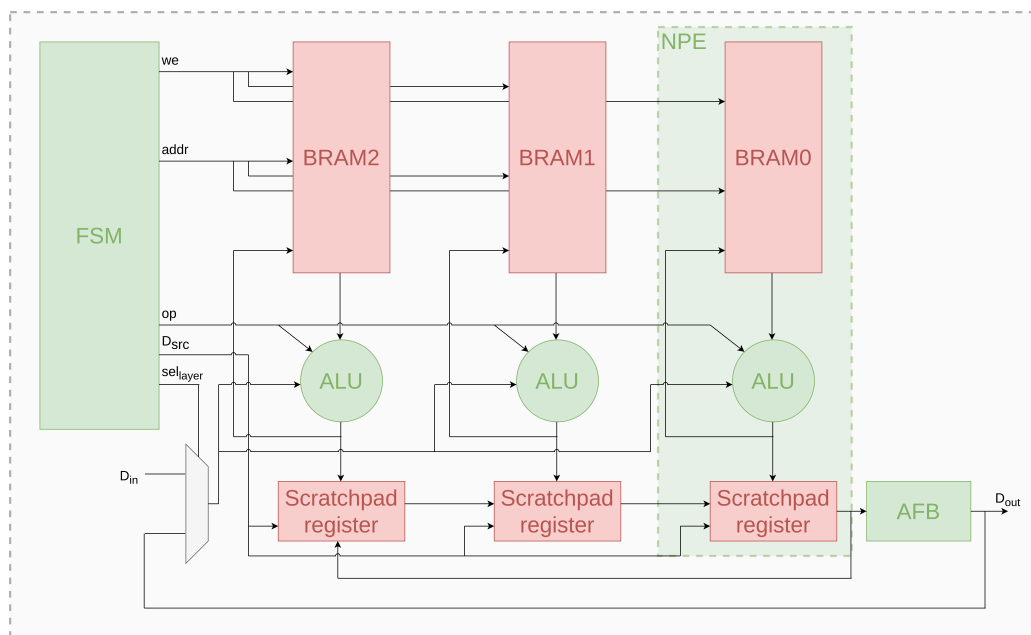 NPE
we
BRAM2
BRAM1
BRAM0
addr
FSM
op
Dsrc
sellayer
ALU
ALU
ALU
Din
Scratchpad
register
Scratchpad
register
Scratchpad
register
AFB
Dout